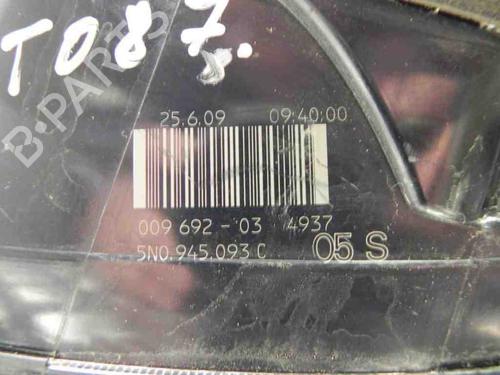 T087.
B-PARTS
25.6.09 09:40:00
009 692 - 03 4937
5N0.945.093 C 05 S